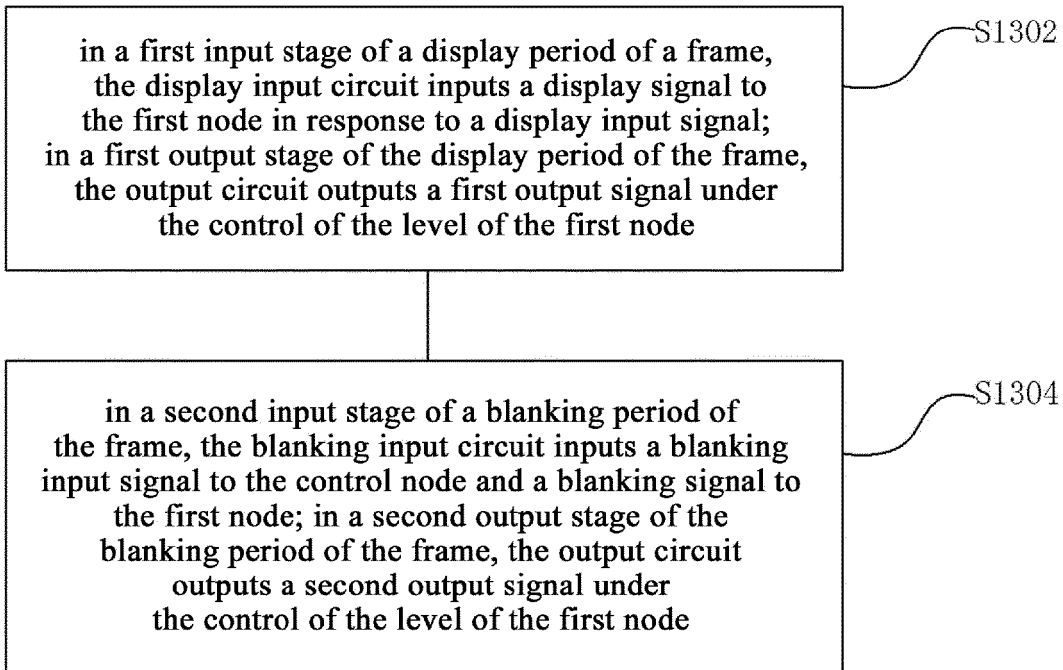 in a first input stage of a display period of a frame,
the display input circuit inputs a display signal to
the first node in response to a display input signal;
in a first output stage of the display period of the frame,
the output circuit outputs a first output signal under
the control of the level of the first node
S1302
in a second input stage of a blanking period of
the frame, the blanking input circuit inputs a blanking
input signal to the control node and a blanking signal to
the first node; in a second output stage of the
blanking period of the frame, the output circuit
outputs a second output signal under
the control of the level of the first node
S1304